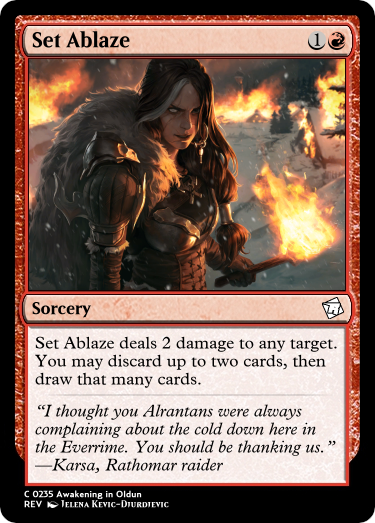 Set Ablaze 1
Sorcery
Set Ablaze deals 2 damage to any target.
You may discard up to two cards, then
draw that many cards.
“I thought you Alrantans were always
complaining about the cold down here in
the Everrime. You should be thanking us.”
—Karsa, Rathomar raider
C 0235 Awakening in Oldun
REV Jelena Kevic-Djurdjevic